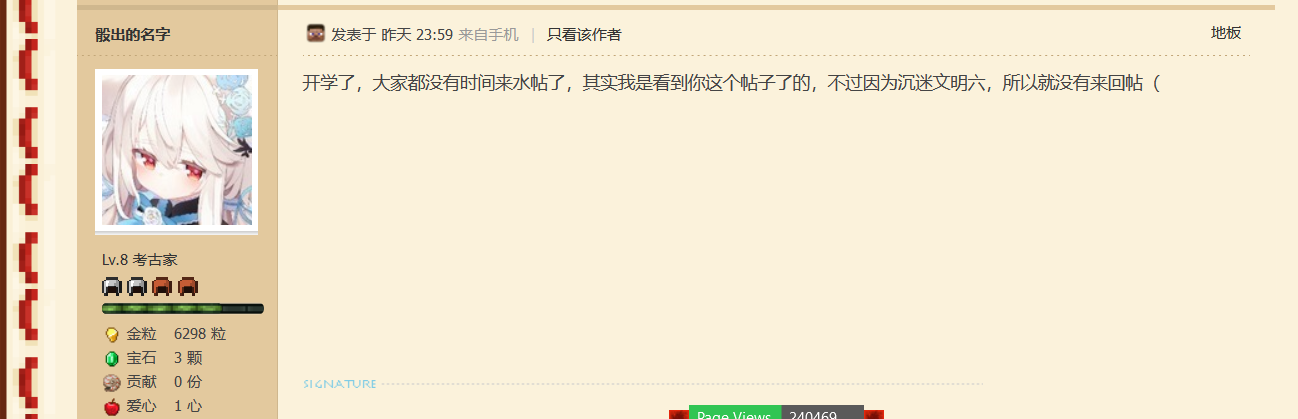 骰出的名字
发表于 昨天 23:59 来自手机 | 只看该作者
地板
开学了，大家都没有时间来水帖了，其实我是看到你这个帖子了的，不过因为沉迷文明六，所以就没有来回帖（
Lv.8 考古家
金粒 6298 粒
宝石 3 颗
贡献 0 份
爱心 1 心
SIGNATURE
Page Views 240469